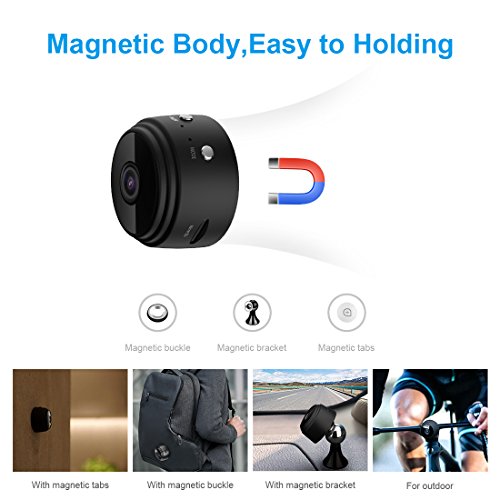 Magnetic Body,Easy to Holding
Magnetic buckle
Magnetic bracket
Magnetic tabs
With magnetic tabs
With magnetic buckle
With magnetic bracket
For outdoor